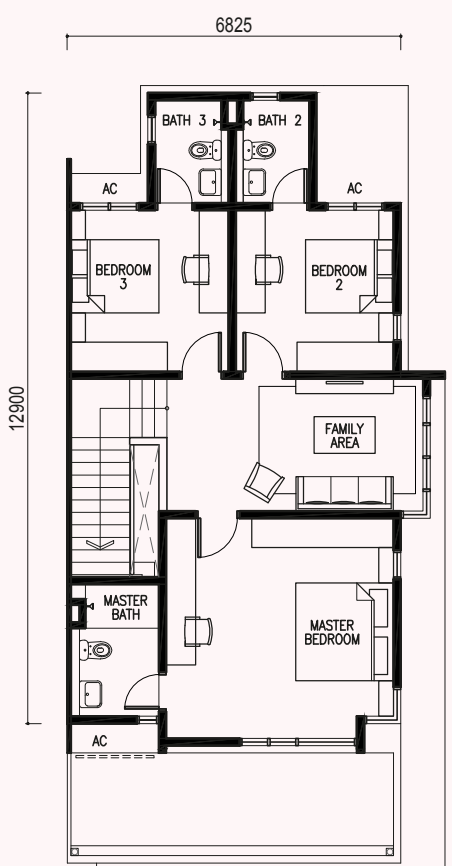 6825
BATH 3
BATH 2
AC
AC
BEDROOM
3
BEDROOM
2
12900
FAMILY
AREA
MASTER
BATH
MASTER
BEDROOM
AC